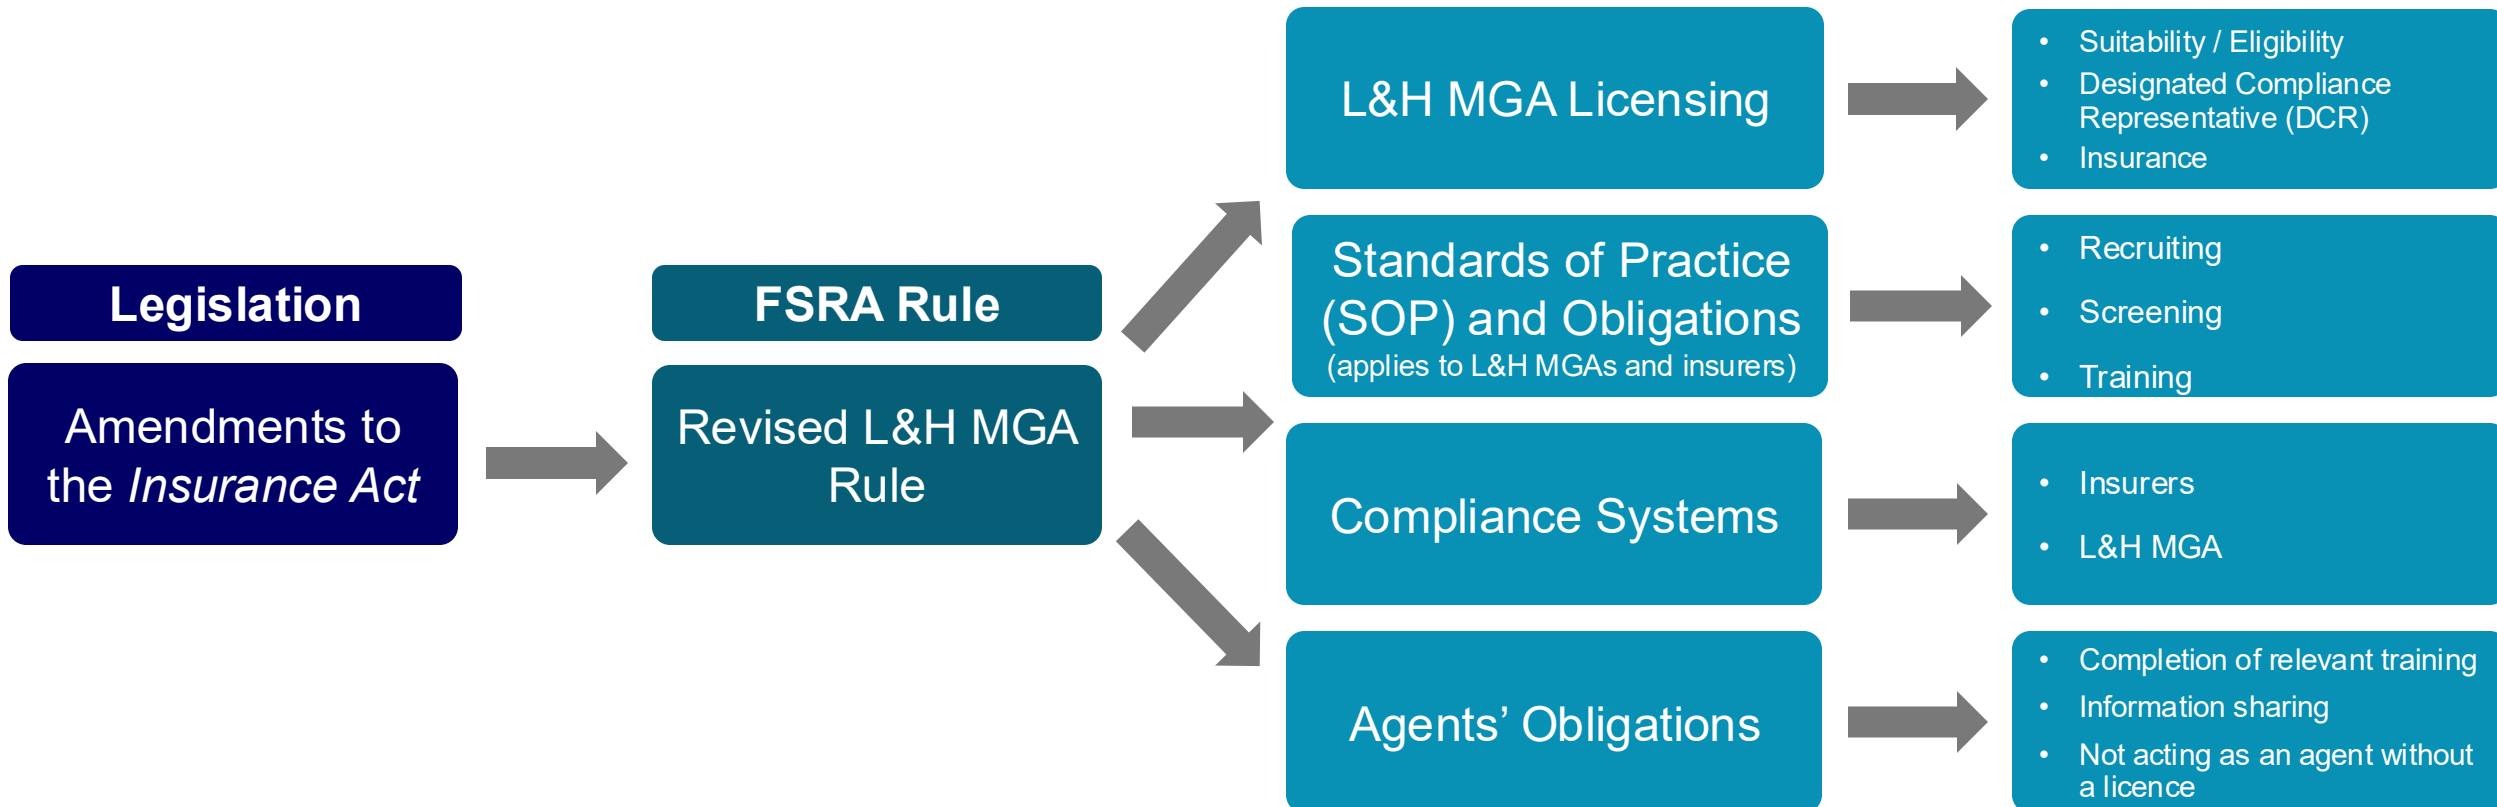 Legislation
Amendments to
the Insurance Act
FSRA Rule
Revised L&H MGA
Rule
L&H MGA Licensing
• Suitability / Eligibility
• Designated Compliance
Representative (DCR)
• Insurance
Standards of Practice
(SOP) and Obligations
(applies to L&H MGAs and insurers)
• Recruiting
• Screening
• Training
Compliance Systems
• Insurers
• L&H MGA
Agents’ Obligations
• Completion of relevant training
• Information sharing
• Not acting as an agent without
a licence